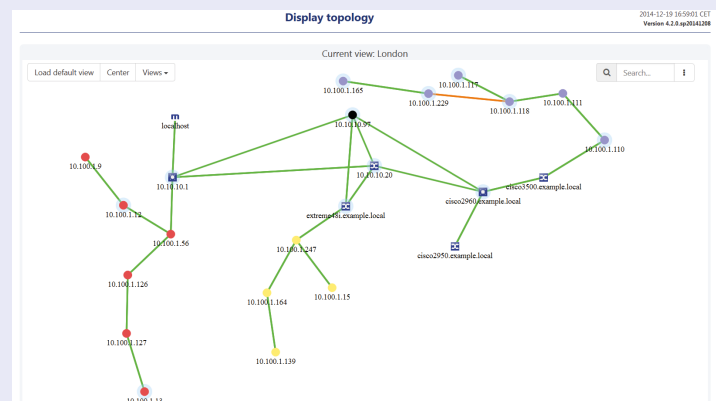 Display topology
2014-12-19 16:59:01 CET
Version 4.2.0.sp20141208
Current view: London
Load default view Center Views
Search...
10.100.1.117
10.100.1.165
10.100.1.229
10.100.1.111
10.100.1.118
localhost
10.10.10.97
10.100.1.110
10.100.1.9
10.10.10.20
10.10.10.1
cisco3500.example.local
cisco2960.example.local
10.100.1.12
extreme48i.example.local
10.100.1.56
10.100.1.247
cisco2950.example.local
10.100.1.126
10.100.1.164
10.100.1.15
10.100.1.127
10.100.1.139
10.100.1.13